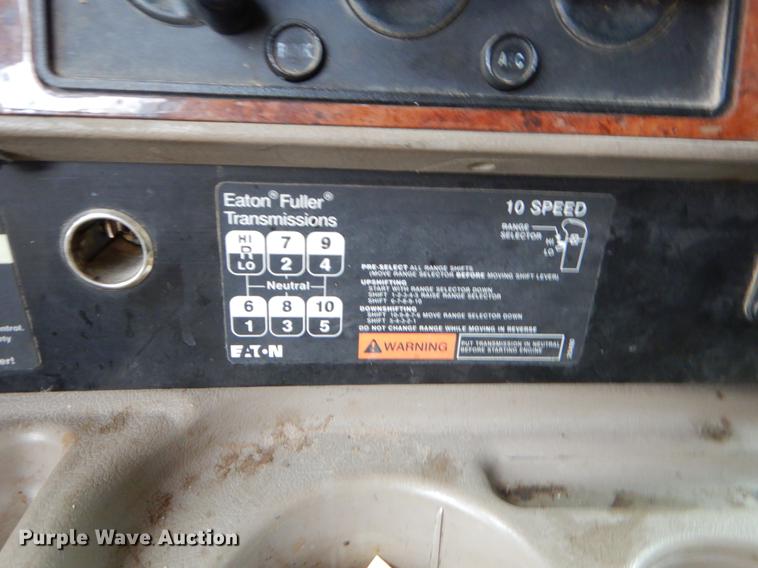 A/C
Eaton® Fuller®
Transmissions
10 SPEED
RANGE
SELECTOR
HI
LO
HI 7 9
R
LO 2 4
Neutral
6 8 10
1 3 5
EATON
PRE-SELECT ALL RANGE SHIFTS
(MOVE RANGE SELECTOR BEFORE MOVING SHIFT LEVER)
UPSHIFTING
START WITH RANGE SELECTOR DOWN
SHIFT 1-2-3-4-5 RAISE RANGE SELECTOR
SHIFT 6-7-8-9-10
DOWNSHIFTING
SHIFT 10-9-8-7-6 MOVE RANGE SELECTOR DOWN
SHIFT 5-4-3-2-1
DO NOT CHANGE RANGE WHILE MOVING IN REVERSE
WARNING
PUT TRANSMISSION IN NEUTRAL
BEFORE STARTING ENGINE
Purple Wave Auction